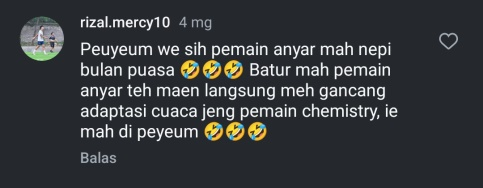 rizal.mercy10 4 mg
Peuyeum we sih pemain anyar mah nepi
bulan puasa 🤣🤣🤣 Batur mah pemain
anyar teh maen langsung meh gancang
adaptasi cuaca jeng pemain chemistry, ie
mah di peyeum 🤣🤣🤣
Balas